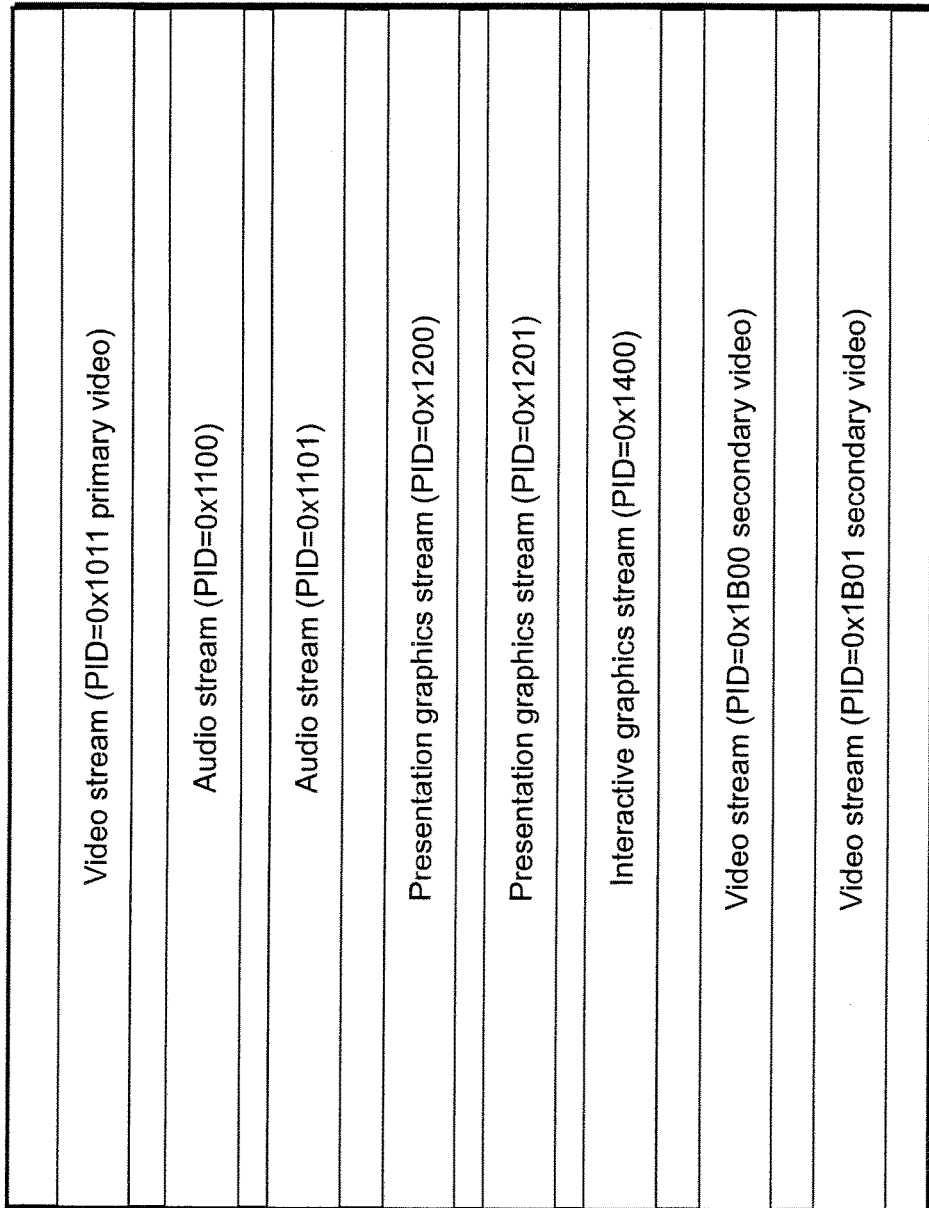 Video stream (PID=0x1011 primary video)
Audio stream (PID=0x1100)
Audio stream (PID=0x1101)
Presentation graphics stream (PID=0x1200)
Presentation graphics stream (PID=0x1201)
Interactive graphics stream (PID=0x1400)
Video stream (PID=0x1B00 secondary video)
Video stream (PID=0x1B01 secondary video)